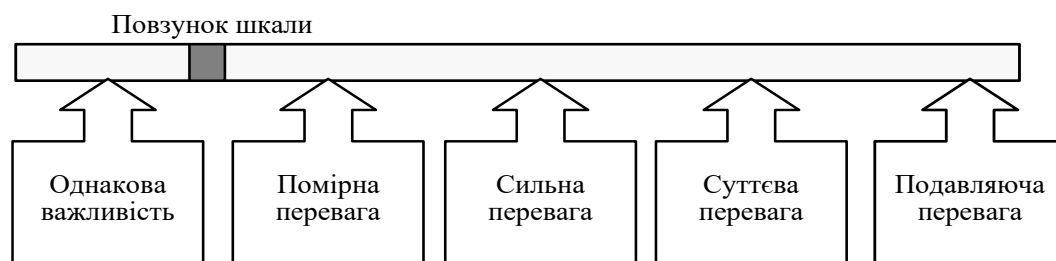 Повзунок шкали
Однакова
важливість
Помірна
перевага
Сильна
перевага
Суттєва
перевага
Подавляюча
перевага